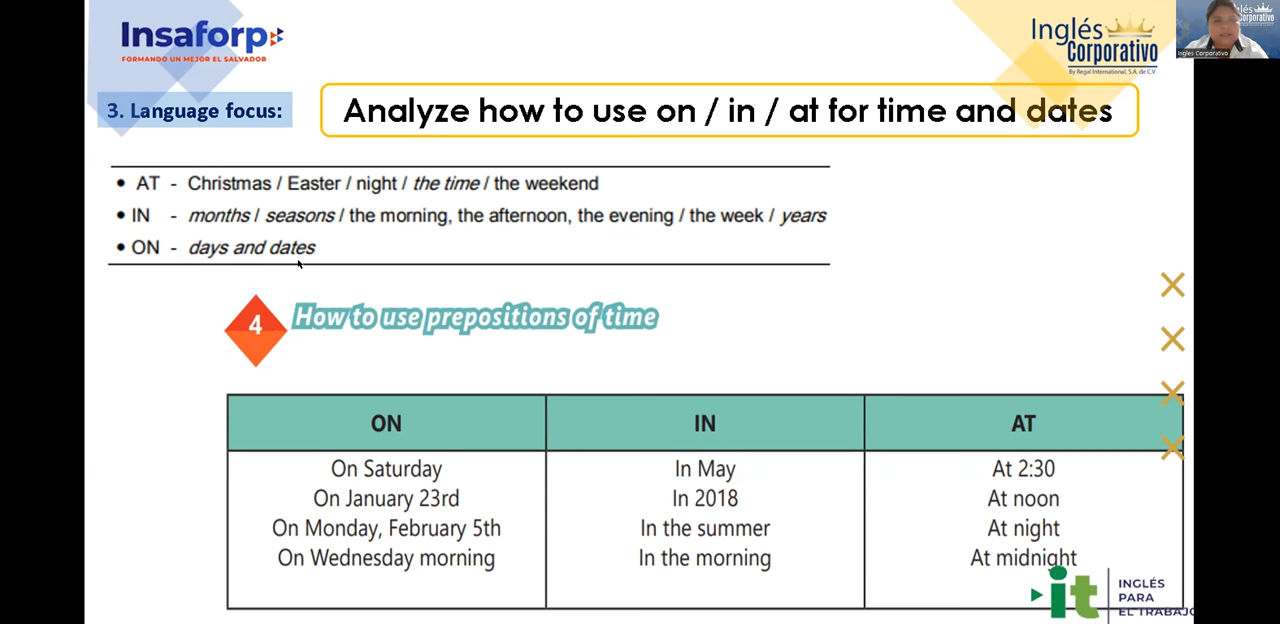 Insaforp
FORMANDO UN MEJOR EL SALVADOR
Inglés
Corporativo
By Regal International, S.A. de C.V.
Inglés
Corporativo
Inglés Corporativo
3. Language focus:
Analyze how to use on / in / at for time and dates
• AT - Christmas / Easter / night / the time / the weekend
• IN - months / seasons / the morning, the afternoon, the evening / the week / years
• ON - days and dates
4 How to use prepositions of time
ON IN AT
On Saturday In May At 2:30
On January 23rd In 2018 At noon
On Monday, February 5th In the summer At night
On Wednesday morning In the morning At midnight
it
INGLÉS
PARA
EL TRABAJO